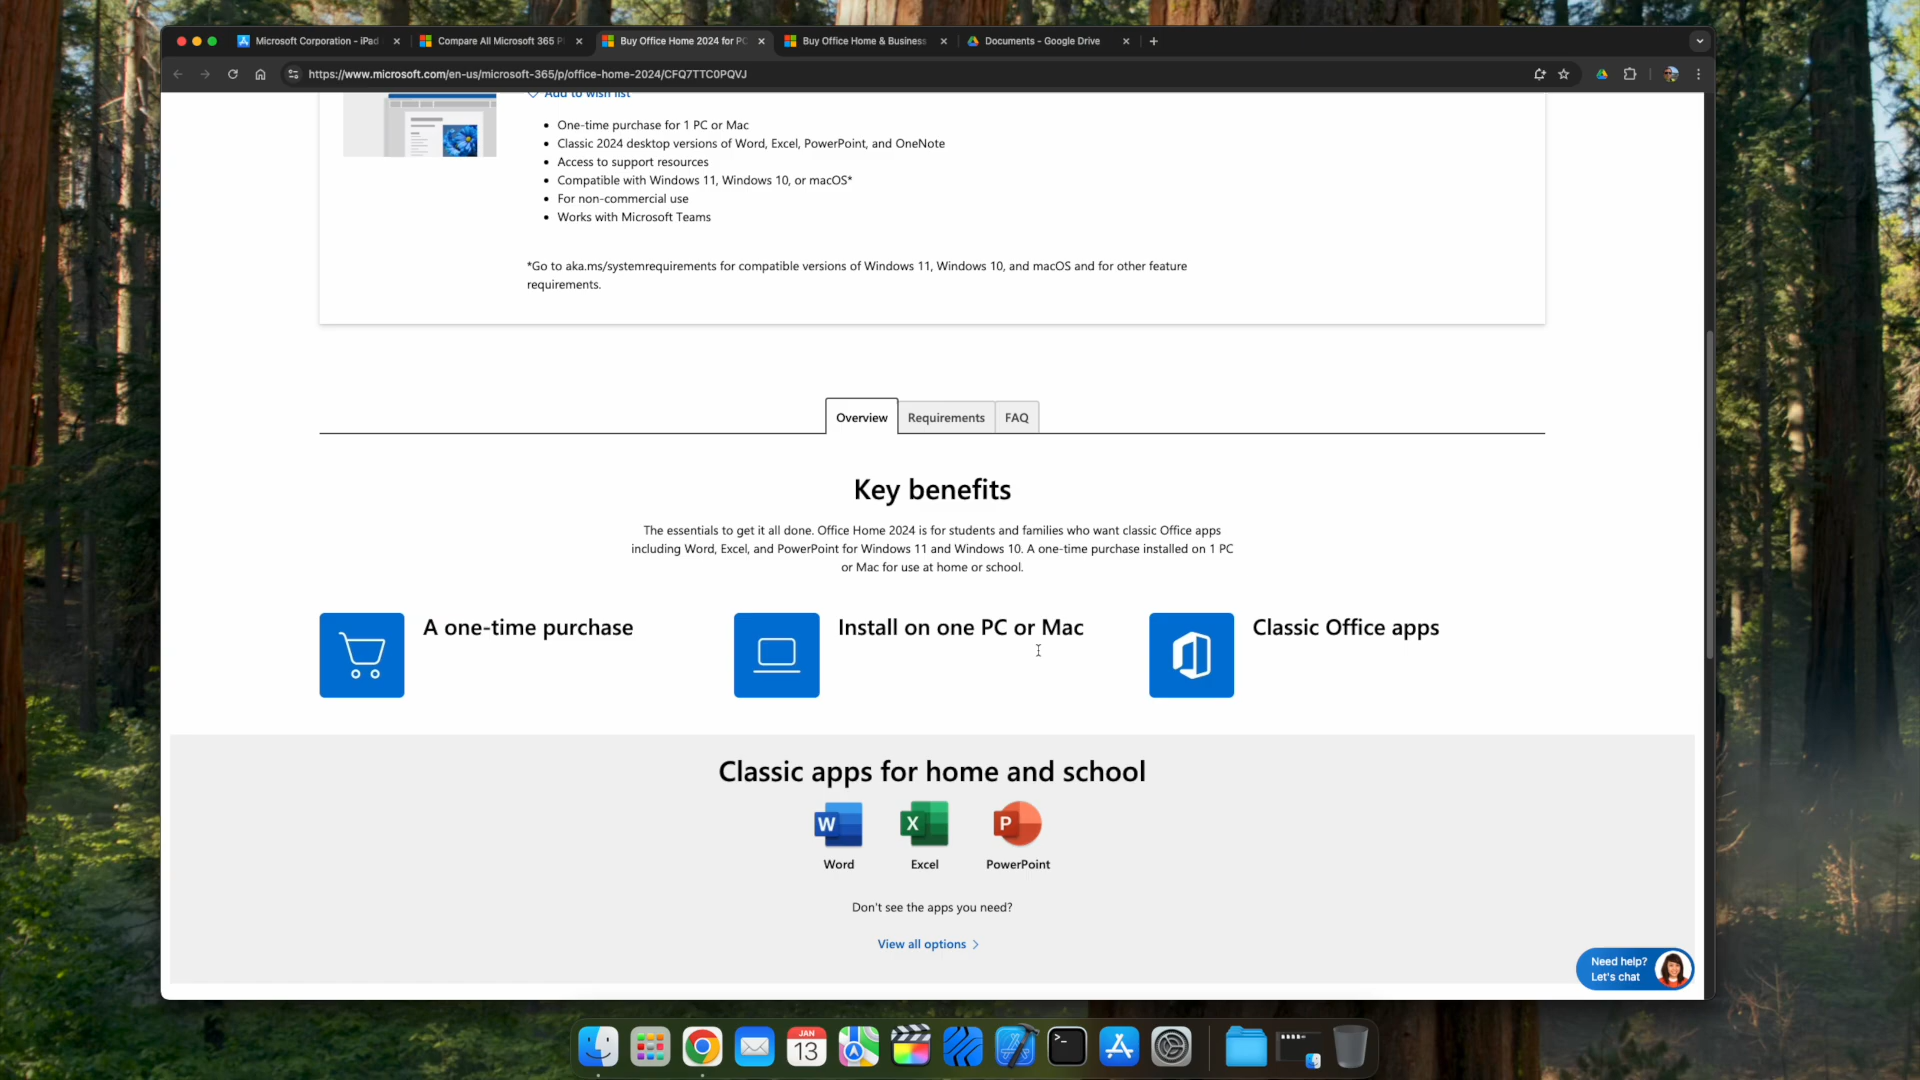 Microsoft Corporation - iPad
Compare All Microsoft 365 P
Buy Office Home 2024 for PC
Buy Office Home & Business
Documents - Google Drive
https://www.microsoft.com/en-us/microsoft-365/p/office-home-2024/CFQ7TTC0PQVJ
Add to wish list
One-time purchase for 1 PC or Mac
Classic 2024 desktop versions of Word, Excel, PowerPoint, and OneNote
Access to support resources
Compatible with Windows 11, Windows 10, or macOS*
For non-commercial use
Works with Microsoft Teams
*Go to aka.ms/systemrequirements for compatible versions of Windows 11, Windows 10, and macOS and for other feature
requirements.
Overview
Requirements
FAQ
Key benefits
The essentials to get it all done. Office Home 2024 is for students and families who want classic Office apps
including Word, Excel, and PowerPoint for Windows 11 and Windows 10. A one-time purchase installed on 1 PC
or Mac for use at home or school.
A one-time purchase
Install on one PC or Mac
Classic Office apps
Classic apps for home and school
W
X
P
Word
Excel
PowerPoint
Don't see the apps you need?
View all options
Need help?
Let's chat
JAN
13